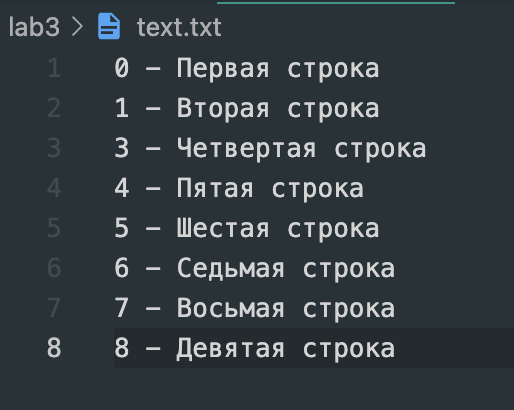 lab3 > text.txt
1 0 – Первая строка
2 1 – Вторая строка
3 3 – Четвертая строка
4 4 – Пятая строка
5 5 – Шестая строка
6 6 – Седьмая строка
7 7 – Восьмая строка
8 8 – Девятая строка